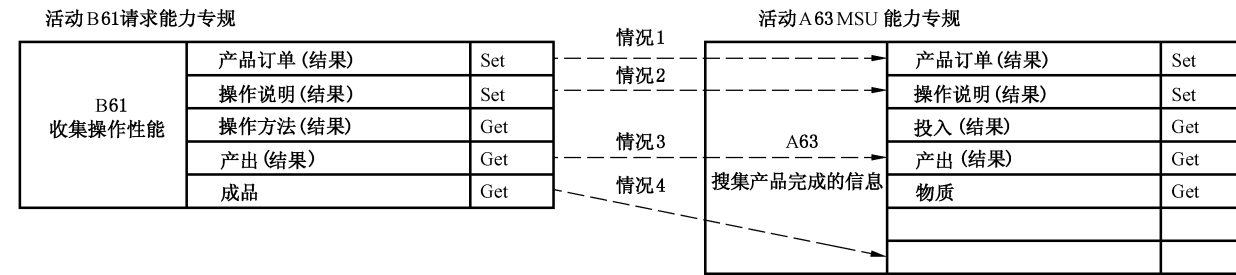 活动B61请求能力专规
活动A63MSU 能力专规
情况1
产品订单(结果) Set
产品订单(结果) Set
情况2
操作说明(结果) Set
操作说明(结果) Set
B61
收集操作性能
操作方法(结果) Get
投入(结果) Get
情况3
A63
产出(结果) Get
产出(结果) Get
情况4
搜集产品完成的信息
成品 Get
物质 Get